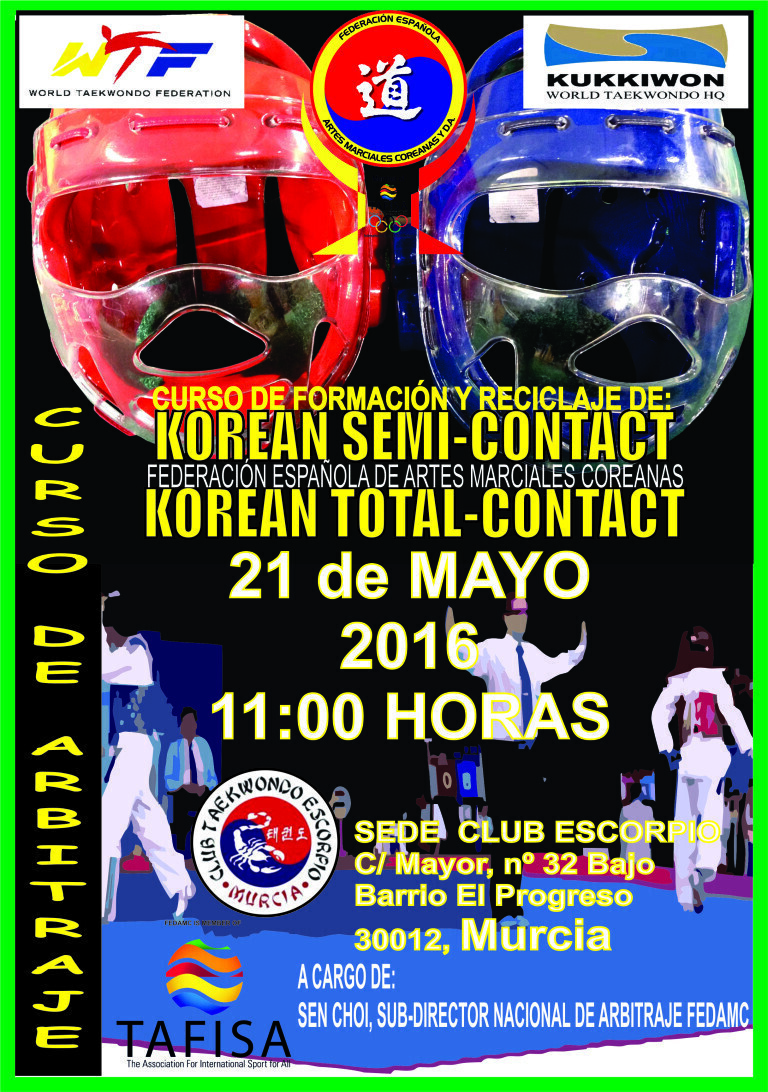 WTF
WORLD TAEKWONDO FEDERATION
FEDERACIÓN ESPAÑOLA
道
ARTES MARCIALES COREANAS Y D.A.
KUKKIWON
WORLD TAEKWONDO HQ
CURSO DE FORMACIÓN Y RECICLAJE DE:
KOREAN SEMI-CONTACT
FEDERACIÓN ESPAÑOLA DE ARTES MARCIALES COREANAS
KOREAN TOTAL-CONTACT
21 de MAYO
2016
11:00 HORAS
CURSO DE ARBITRAJE
CLUB TAEKWONDO ESCORPIO
태권도
MURCIA
SEDE CLUB ESCORPIO
C/ Mayor, nº 32 Bajo
Barrio El Progreso
30012, Murcia
A CARGO DE:
SEN CHOI, SUB-DIRECTOR NACIONAL DE ARBITRAJE FEDAMC
TAFISA
The Association For International Sport for All